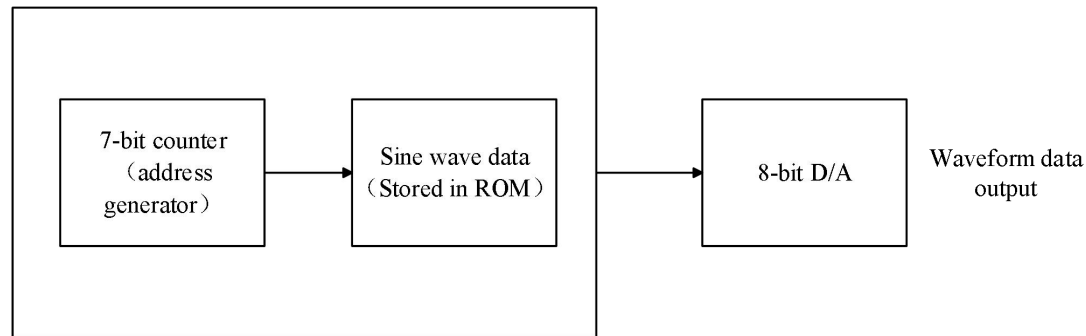 7-bit counter
（address
generator）
Sine wave data
（Stored in ROM）
8-bit D/A
Waveform data
output